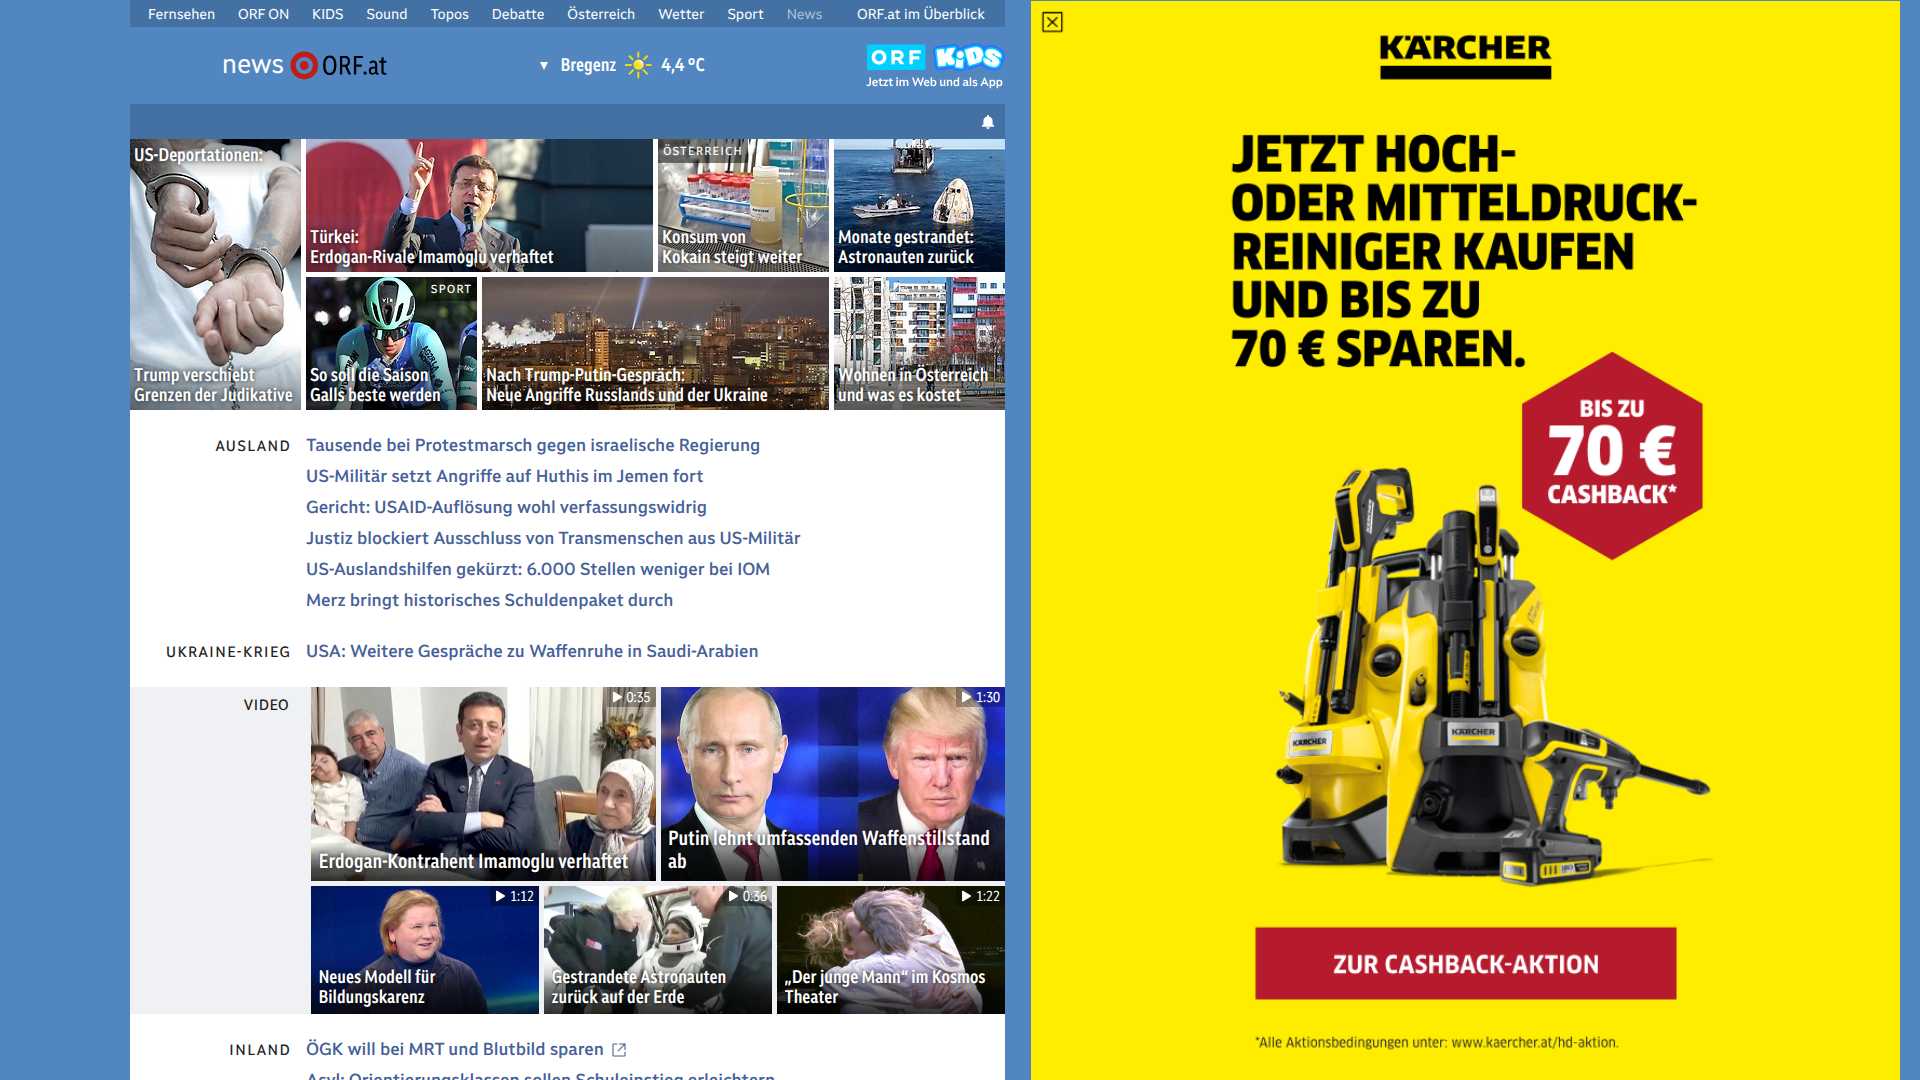 Fernsehen ORF ON KIDS Sound Topos Debatte Österreich Wetter Sport News ORF.at im Überblick
news ORF.at
▼ Bregenz 4,4 °C
ORF KiDS
Jetzt im Web und als App
US-Deportationen:
Trump verschiebt
Grenzen der Judikative
Türkei:
Erdogan-Rivale Imamoglu verhaftet
ÖSTERREICH
Konsum von
Kokain steigt weiter
Monate gestrandet:
Astronauten zurück
SPORT
So soll die Saison
Galls beste werden
Nach Trump-Putin-Gespräch:
Neue Angriffe Russlands und der Ukraine
Wohnen in Österreich
und was es kostet
AUSLAND
Tausende bei Protestmarsch gegen israelische Regierung
US-Militär setzt Angriffe auf Huthis im Jemen fort
Gericht: USAID-Auflösung wohl verfassungswidrig
Justiz blockiert Ausschluss von Transmenschen aus US-Militär
US-Auslandshilfen gekürzt: 6.000 Stellen weniger bei IOM
Merz bringt historisches Schuldenpaket durch
UKRAINE-KRIEG
USA: Weitere Gespräche zu Waffenruhe in Saudi-Arabien
VIDEO
0:35
Erdogan-Kontrahent Imamoglu verhaftet
1:30
Putin lehnt umfassenden Waffenstillstand
ab
1:12
Neues Modell für
Bildungskarenz
0:36
Gestrandete Astronauten
zurück auf der Erde
1:22
„Der junge Mann“ im Kosmos
Theater
INLAND
ÖGK will bei MRT und Blutbild sparen
Asyl: Orientierungsklassen sollen Schuleinstieg erleichtern
KÄRCHER
JETZT HOCH-
ODER MITTELDRUCK-
REINIGER KAUFEN
UND BIS ZU
70 € SPAREN.
BIS ZU
70 €
CASHBACK*
KÄRCHER
KÄRCHER
ZUR CASHBACK-AKTION
*Alle Aktionsbedingungen unter: www.kaercher.at/hd-aktion.